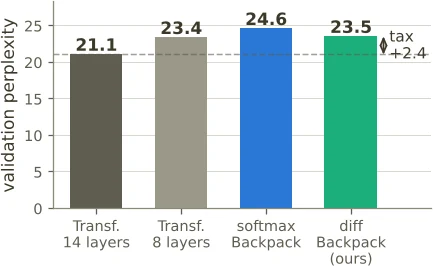 validation perplexity
25
20
15
10
5
0
21.1
23.4
24.6
23.5
tax
+2.4
Transf.
14 layers
Transf.
8 layers
softmax
Backpack
diff
Backpack
(ours)